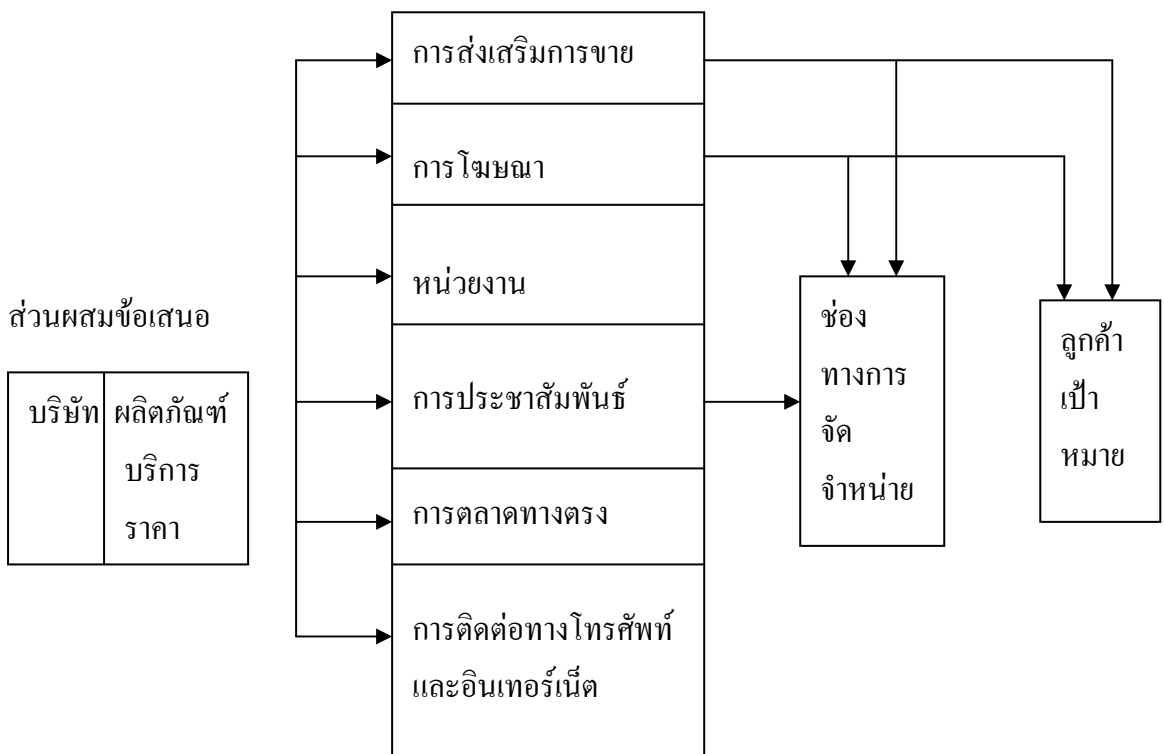 การส่งเสริมการขาย
การโฆษณา
หน่วยงาน
ส่วนผสมข้อเสนอ
บริษัท
ผลิตภัณฑ์
บริการ
ราคา
การประชาสัมพันธ์
การตลาดทางตรง
การติดต่อทางโทรศัพท์
และอินเทอร์เน็ต
ช่อง
ทางการ
จัด
จำหน่าย
ลูกค้า
เป้า
หมาย